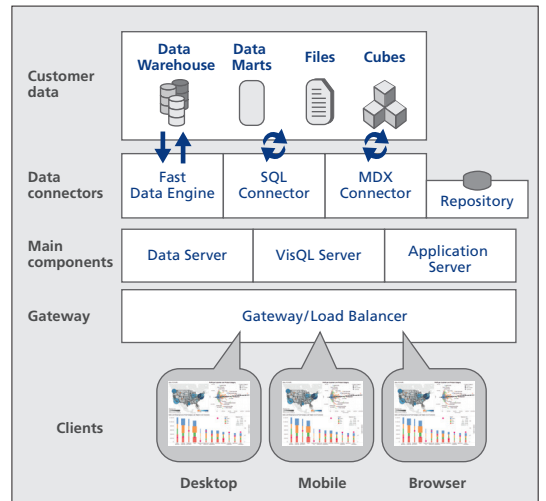 Customer
data
Data
Warehouse
Data
Marts
Files
Cubes
Data
connectors
Fast
Data Engine
SQL
Connector
MDX
Connector
Repository
Main
components
Data Server
VisQL Server
Application
Server
Gateway
Gateway/Load Balancer
Clients
Desktop
Mobile
Browser